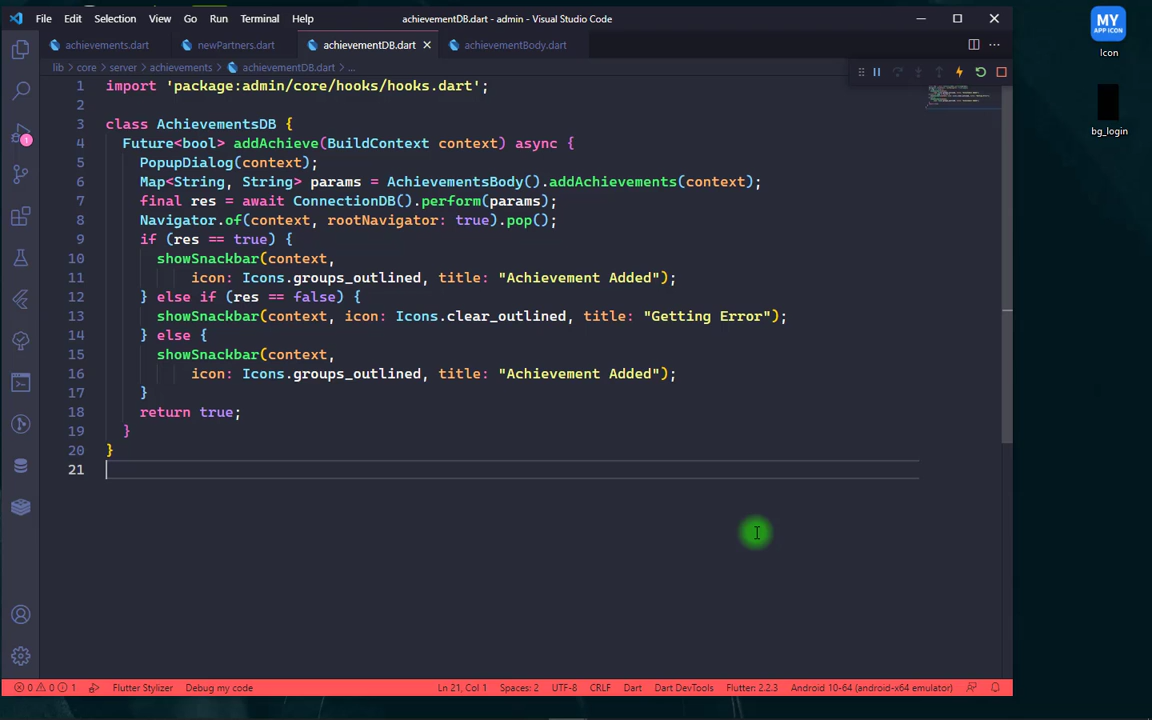 File Edit Selection View Go Run Terminal Help achievementDB.dart - admin - Visual Studio Code
achievements.dart newPartners.dart achievementDB.dart achievementBody.dart
lib > core > server > achievements > achievementDB.dart > ...
1 import 'package:admin/core/hooks/hooks.dart';
2
3 class AchievementsDB {
4 Future<bool> addAchieve(BuildContext context) async {
5 PopupDialog(context);
6 Map<String, String> params = AchievementsBody().addAchievements(context);
7 final res = await ConnectionDB().perform(params);
8 Navigator.of(context, rootNavigator: true).pop();
9 if (res == true) {
10 showSnackbar(context,
11 icon: Icons.groups_outlined, title: "Achievement Added");
12 } else if (res == false) {
13 showSnackbar(context, icon: Icons.clear_outlined, title: "Getting Error");
14 } else {
15 showSnackbar(context,
16 icon: Icons.groups_outlined, title: "Achievement Added");
17 }
18 return true;
19 }
20 }
21
1
0 0 1 Flutter Stylizer Debug my code Ln 21, Col 1 Spaces: 2 UTF-8 CRLF Dart Dart DevTools Flutter: 2.2.3 Android 10-64 (android-x64 emulator)
MY
APP ICON
Icon
bg_login